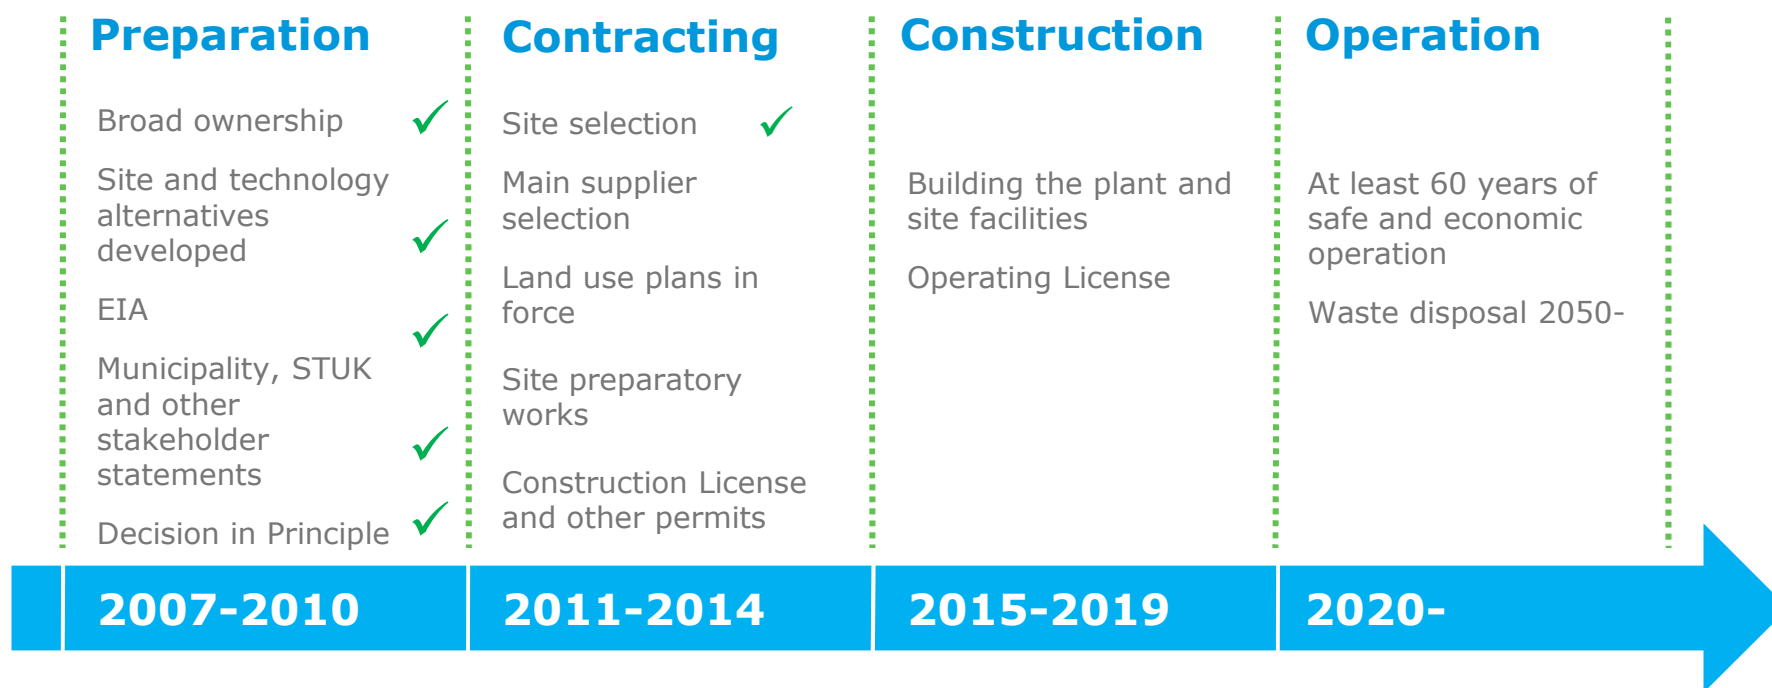 Preparation
Broad ownership
Site and technology
alternatives
developed
EIA
Municipality, STUK
and other
stakeholder
statements
Decision in Principle
2007-2010
Contracting
Site selection
Main supplier
selection
Land use plans in
force
Site preparatory
works
Construction License
and other permits
2011-2014
Construction
Building the plant and
site facilities
Operating License
2015-2019
Operation
At least 60 years of
safe and economic
operation
Waste disposal 2050-
2020-